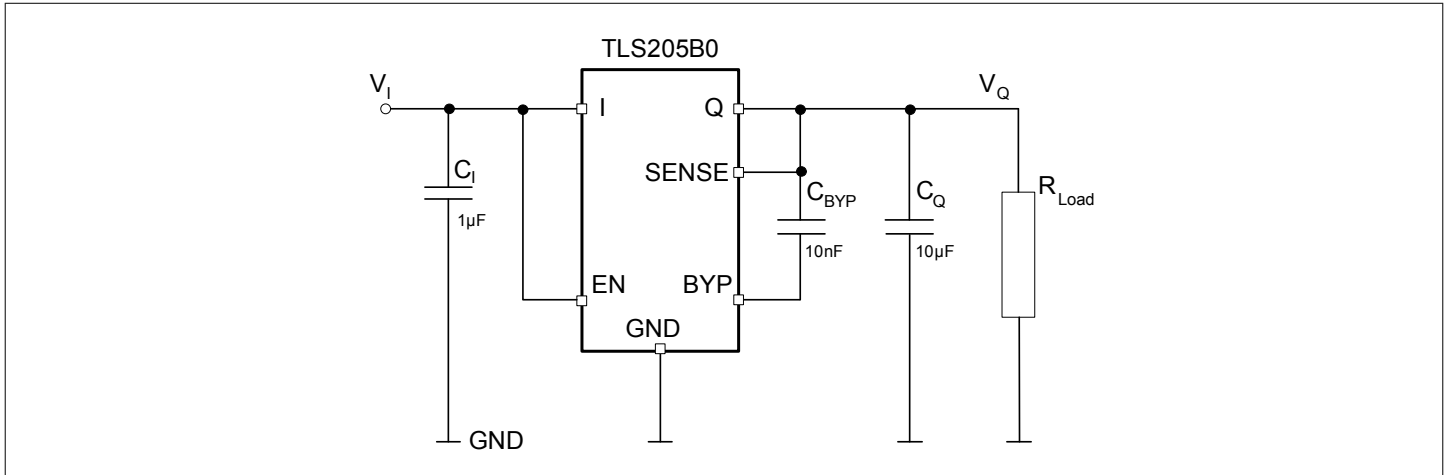 TLS205B0
V_I
V_Q
I
Q
C_I
1µF
SENSE
C_BYP
10nF
C_Q
10µF
R_Load
EN
BYP
GND
GND